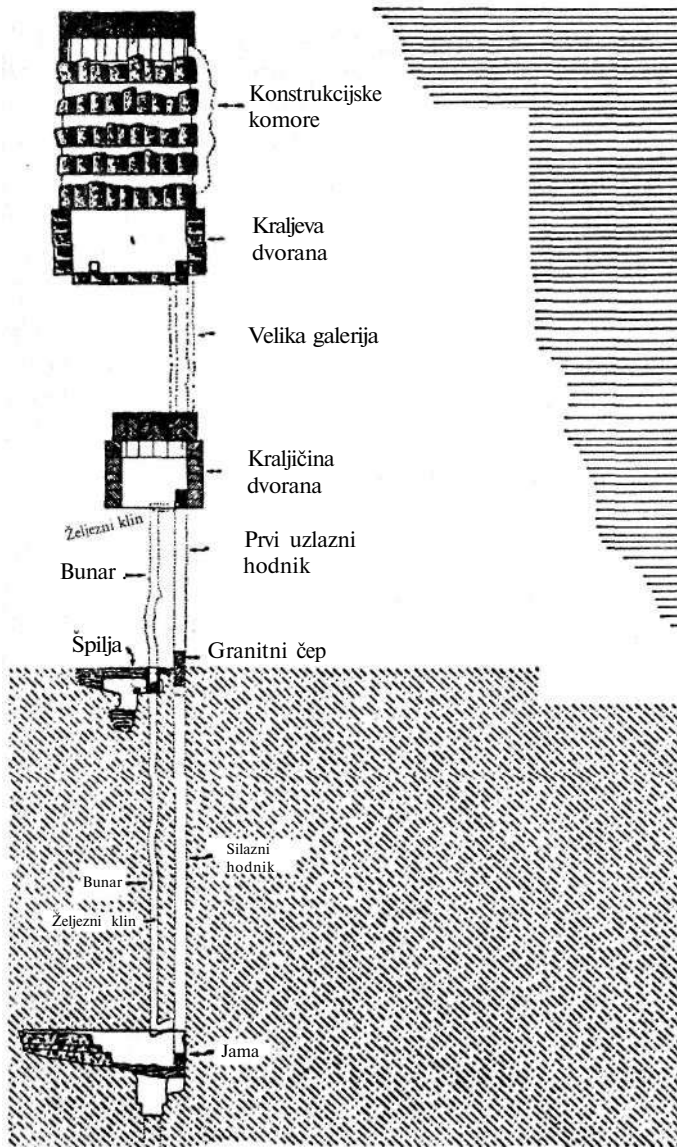 Konstrukcijske
komore
Kraljeva
dvorana
Velika galerija
Kraljičina
dvorana
Željezni klin
Prvi uzlazni
hodnik
Bunar
Špilja
Granitni čep
Silazni
hodnik
Bunar
Željezni klin
Jama